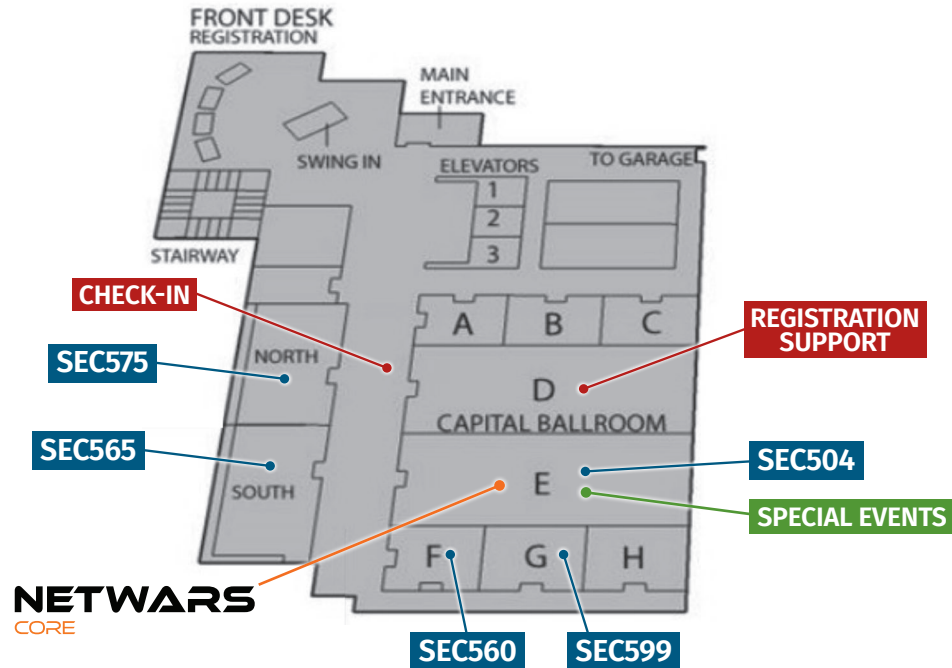 FRONT DESK
REGISTRATION
MAIN
ENTRANCE
SWING IN
ELEVATORS
TO GARAGE
1
2
3
STAIRWAY
CHECK-IN
A
B
C
REGISTRATION
SUPPORT
NORTH
SEC575
D
CAPITAL BALLROOM
SEC565
SEC504
SOUTH
E
SPECIAL EVENTS
F
G
H
NETWARS
CORE
SEC560
SEC599